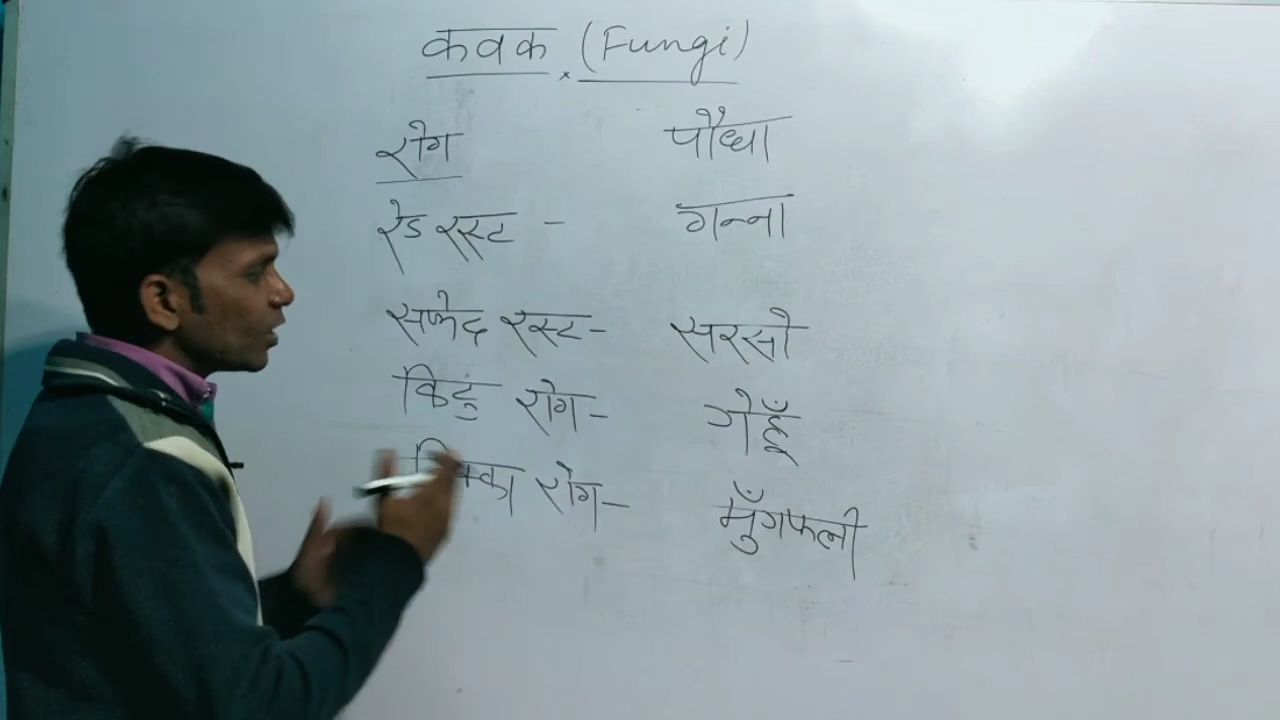 कवक (Fungi)
रोग पौधा
रेड रस्ट - गन्ना
सफेद रस्ट - सरसो
किटु रोग - गेहूँ
रोग - मुँगफली